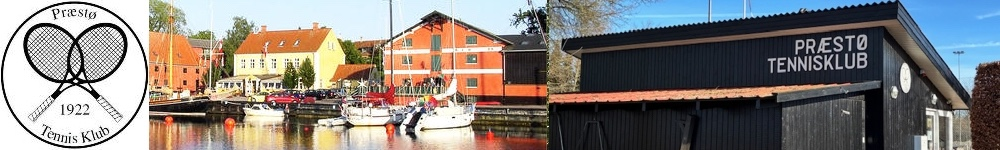 Præstø
1922
Tennis Klub
PRÆSTØ
TENNISKLUB